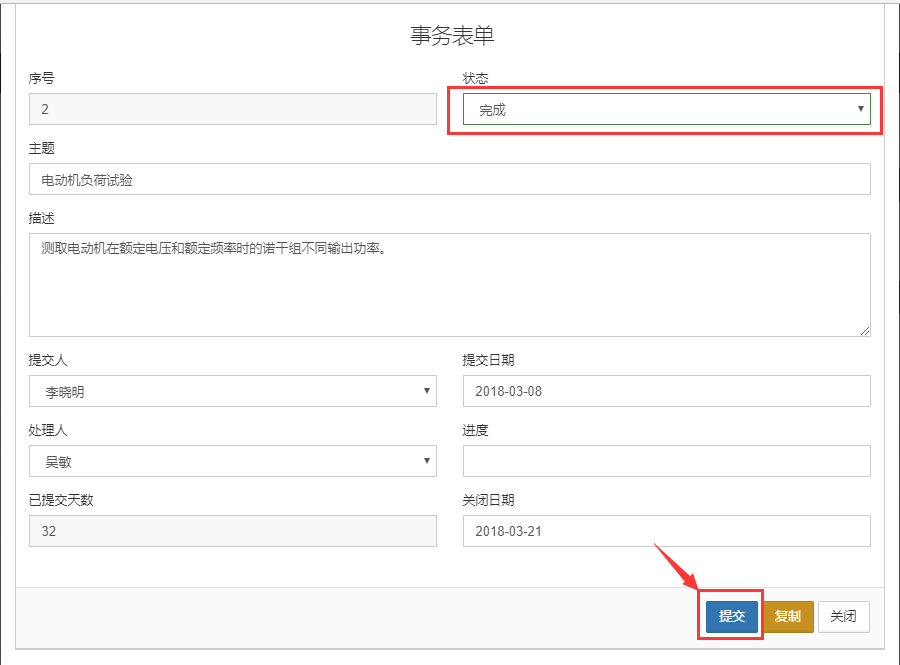 事务表单
序号
状态
2
完成
主题
电动机负荷试验
描述
测取电动机在额定电压和额定频率时的诺干组不同输出功率。
提交人
提交日期
李晓明
2018-03-08
处理人
进度
吴敏
已提交天数
关闭日期
32
2018-03-21
提交
复制
关闭